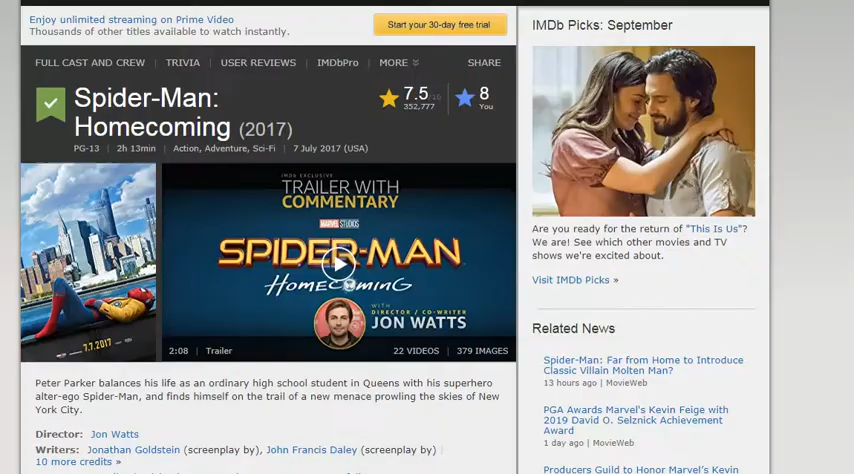 Enjoy unlimited streaming on Prime Video
Thousands of other titles available to watch instantly.
Start your 30-day free trial
FULL CAST AND CREW | TRIVIA | USER REVIEWS | IMDbPro | MORE SHARE
Spider-Man:
Homecoming (2017)
7.5/10
352,777
8
You
PG-13 | 2h 13min | Action, Adventure, Sci-Fi | 7 July 2017 (USA)
7.7.2017
IMDb EXCLUSIVE
TRAILER WITH
COMMENTARY
MARVEL STUDIOS
SPIDER-MAN
HOMECOMING
WITH
DIRECTOR / CO-WRITER
JON WATTS
2:08 | Trailer
22 VIDEOS | 379 IMAGES
Peter Parker balances his life as an ordinary high school student in Queens with his superhero
alter-ego Spider-Man, and finds himself on the trail of a new menace prowling the skies of New
York City.
Director: Jon Watts
Writers: Jonathan Goldstein (screenplay by), John Francis Daley (screenplay by) |
10 more credits »
IMDb Picks: September
Are you ready for the return of "This Is Us"?
We are! See which other movies and TV
shows we're excited about.
Visit IMDb Picks »
Related News
Spider-Man: Far from Home to Introduce
Classic Villain Molten Man?
13 hours ago | MovieWeb
PGA Awards Marvel's Kevin Feige with
2019 David O. Selznick Achievement
Award
1 day ago | MovieWeb
Producers Guild to Honor Marvel's Kevin